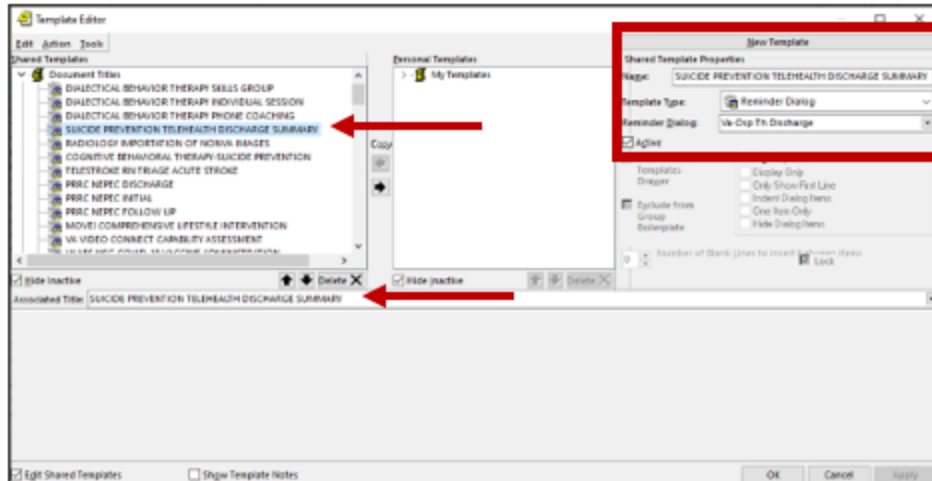 Template Editor
Edit Action Tools
New Template
Shared Templates
Personal Templates
Shared Template Properties
Document Titles
My Templates
Name: SUICIDE PREVENTION TELEHEALTH DISCHARGE SUMMARY
DIALECTICAL BEHAVIOR THERAPY SKILLS GROUP
DIALECTICAL BEHAVIOR THERAPY INDIVIDUAL SESSION
Template Type: Reminder Dialog
DIALECTICAL BEHAVIOR THERAPY PHONE COACHING
SUICIDE PREVENTION TELEHEALTH DISCHARGE SUMMARY
Reminder Dialog: Va-Osp Th Discharge
RADIOLOGY IMPORTATION OF NONVA IMAGES
Copy
Active
COGNITIVE BEHAVIORAL THERAPY-SUICIDE PREVENTION
TELESTROKE RN TRIAGE ACUTE STROKE
Templates
Display Only
PRRC NEPEC DISCHARGE
Only Show First Line
PRRC NEPEC INITIAL
Indent Dialog Items
PRRC NEPEC FOLLOW UP
Exclude from
One Item Only
MOVE! COMPREHENSIVE LIFESTYLE INTERVENTION
Group
Hide Dialog Items
VA VIDEO CONNECT CAPABILITY ASSESSMENT
Boilerplate
0 Number of Blank Lines to insert between items
Lock
Hide Inactive
Delete
Hide Inactive
Delete
Associated Title: SUICIDE PREVENTION TELEHEALTH DISCHARGE SUMMARY
Edit Shared Templates
Show Template Notes
OK
Cancel
Apply